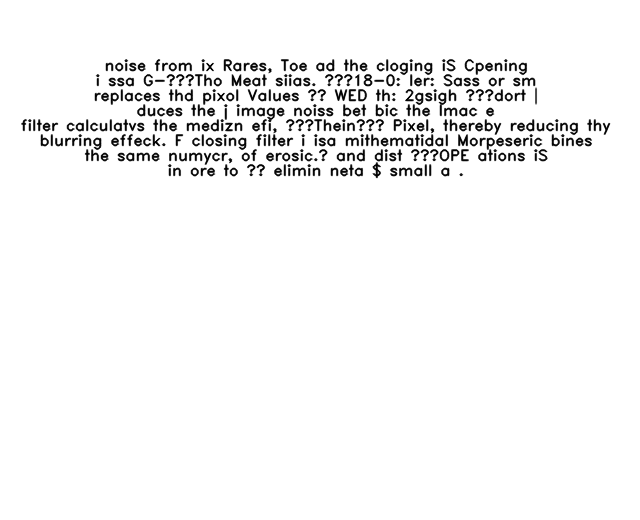 noise from ix Rares, Toe ad the cloging iS Cpening
i ssa G-???Tho Meat siias. ???18-0: ler: Sass or sm
replaces thd pixol Values ?? WED th: 2gsigh ???dort |
duces the j image noiss bet bic the lmac e
filter calculatvs the medizn efi, ???Thein??? Pixel, thereby reducing thy
blurring effeck. F closing filter i isa mithematidal Morpeseric bines
the same numycr, of erosic.? and dist ???OPE ations iS
in ore to ?? elimin neta $ small a .